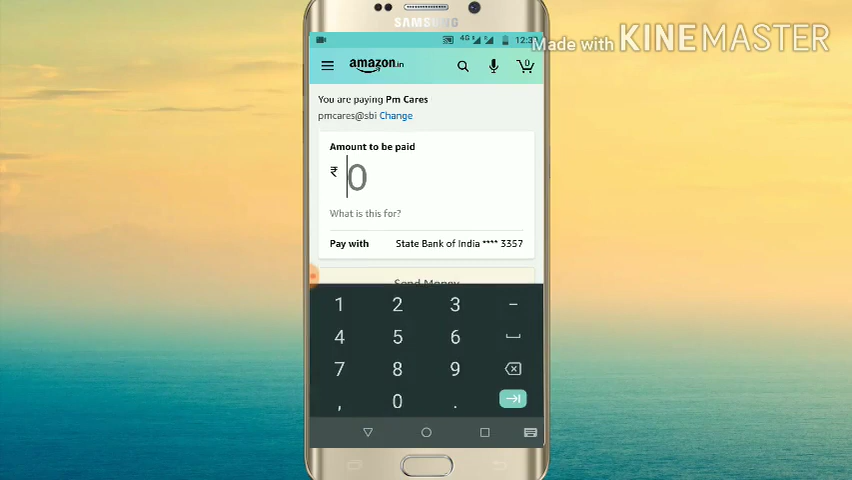 SAMSUNG
4G
Made with KINEMASTER
amazon.in
0
You are paying Pm Cares
pmcares@sbi Change
Amount to be paid
₹ 0
What is this for?
Pay with State Bank of India **** 3357
Send Money
1 2 3 -
4 5 6
7 8 9
, 0 .